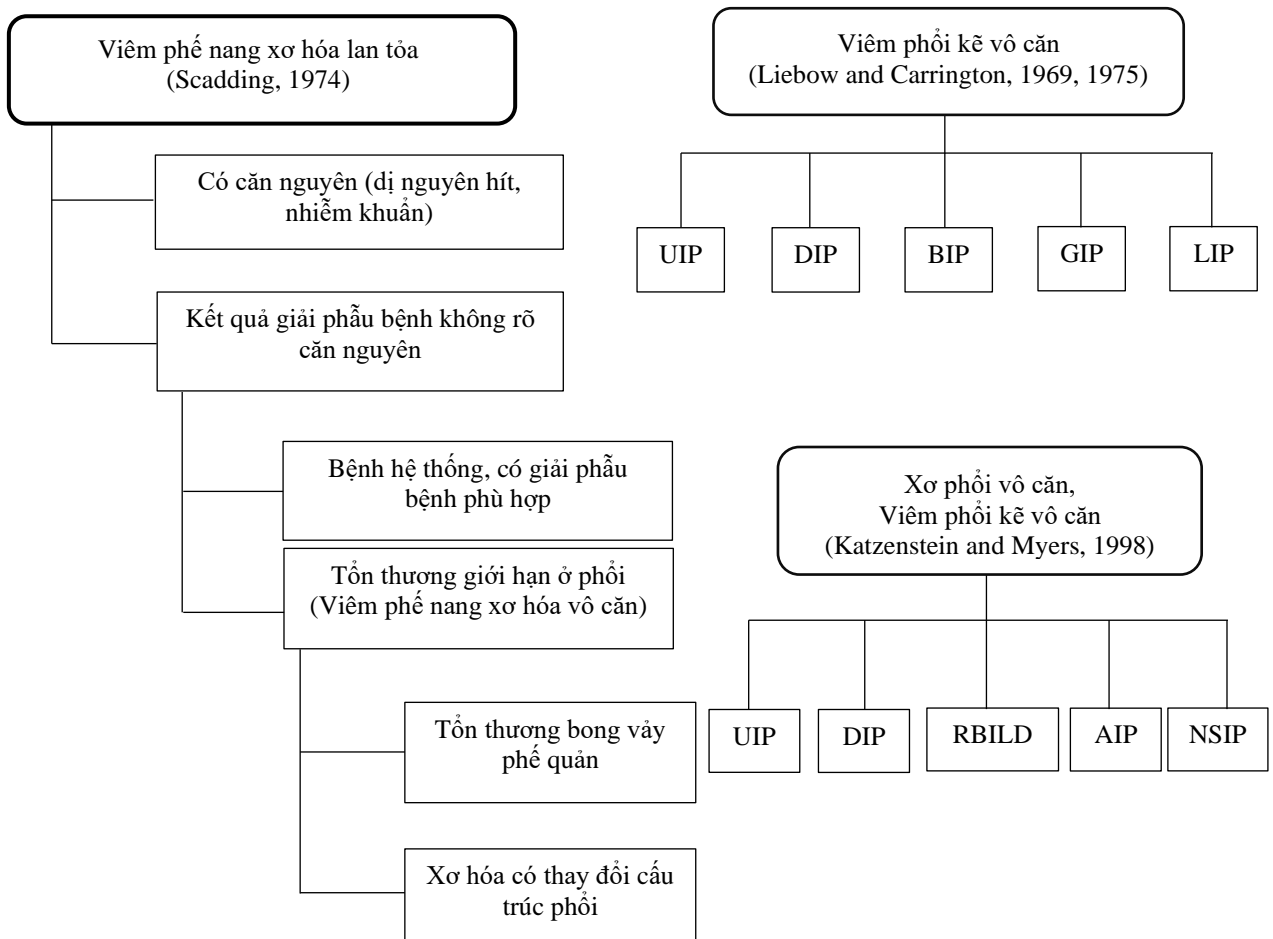 Viêm phế nang xơ hóa lan tỏa
(Scadding, 1974)
Có căn nguyên (dị nguyên hít,
nhiễm khuẩn)
Kết quả giải phẫu bệnh không rõ
căn nguyên
Bệnh hệ thống, có giải phẫu
bệnh phù hợp
Tổn thương giới hạn ở phổi
(Viêm phế nang xơ hóa vô căn)
Tổn thương bong vảy
phế quản
Xơ hóa có thay đổi cấu
trúc phổi
Viêm phổi kẽ vô căn
(Liebow and Carrington, 1969, 1975)
UIP
DIP
BIP
GIP
LIP
Xơ phổi vô căn,
Viêm phổi kẽ vô căn
(Katzenstein and Myers, 1998)
UIP
DIP
RBILD
AIP
NSIP